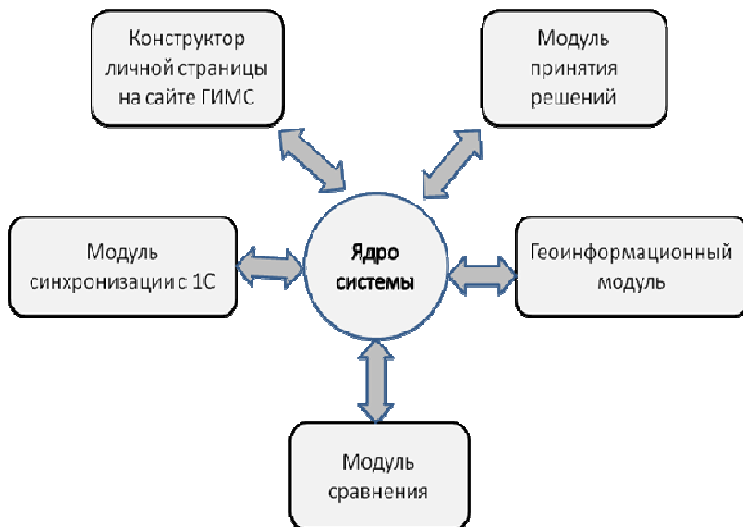 Конструктор
личной страницы
на сайте ГИМС
Модуль
принятия
решений
Модуль
синхронизации с 1С
Ядро
системы
Геоинформационный
модуль
Модуль
сравнения